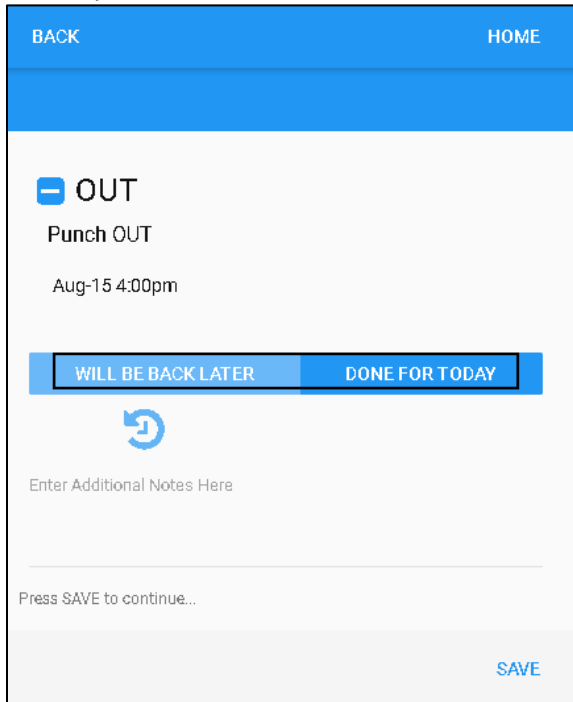 BACK HOME
OUT
Punch OUT
Aug-15 4:00pm
WILL BE BACK LATER DONE FOR TODAY
Enter Additional Notes Here
Press SAVE to continue...
SAVE